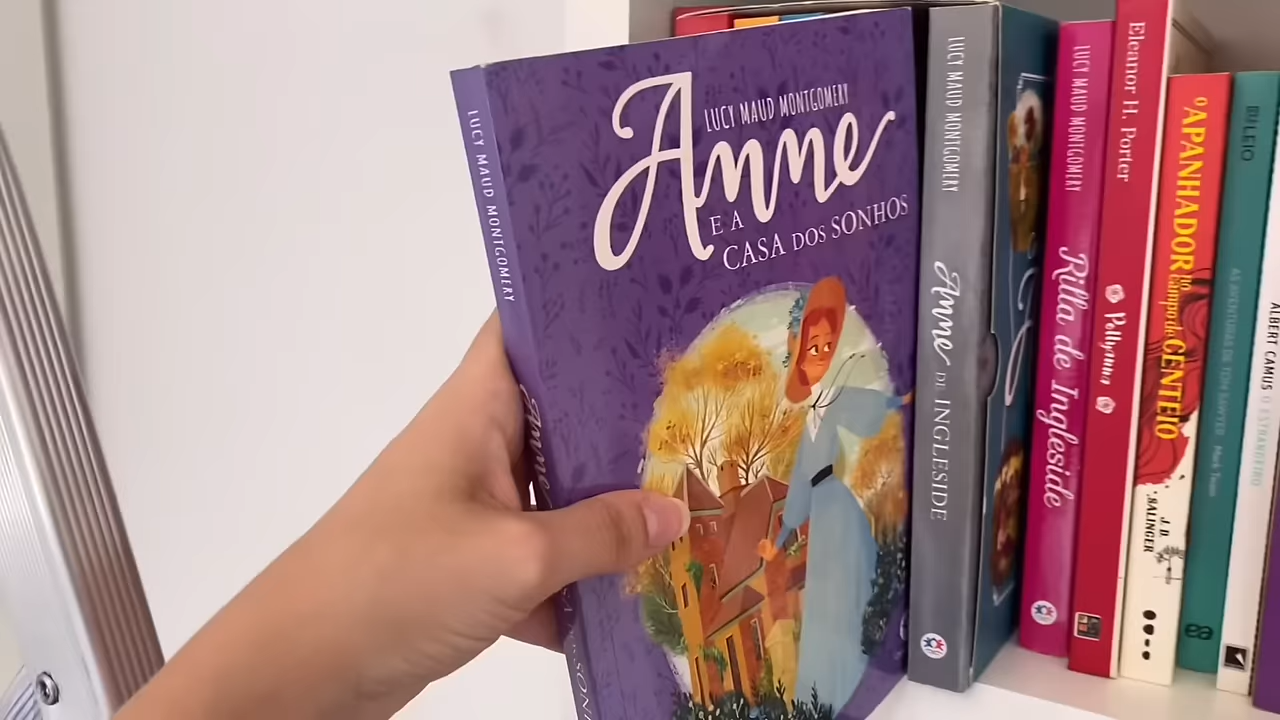 LUCY MAUD MONTGOMERY
Anne
LUCY MAUD MONTGOMERY
Anne
E A
CASA DOS SONHOS
LUCY MAUD MONTGOMERY
Anne DE INGLESIDE
LUCY MAUD MONTGOMERY
Rilla de Ingleside
Eleanor H. Porter
Pollyanna
O APANHADOR
no campo de CENTEIO
J.D.
SALINGER
LEIO
AS AVENTURAS DE TOM SAWYER Mark Twain
ALBERT CAMUS O ESTRANGEIRO